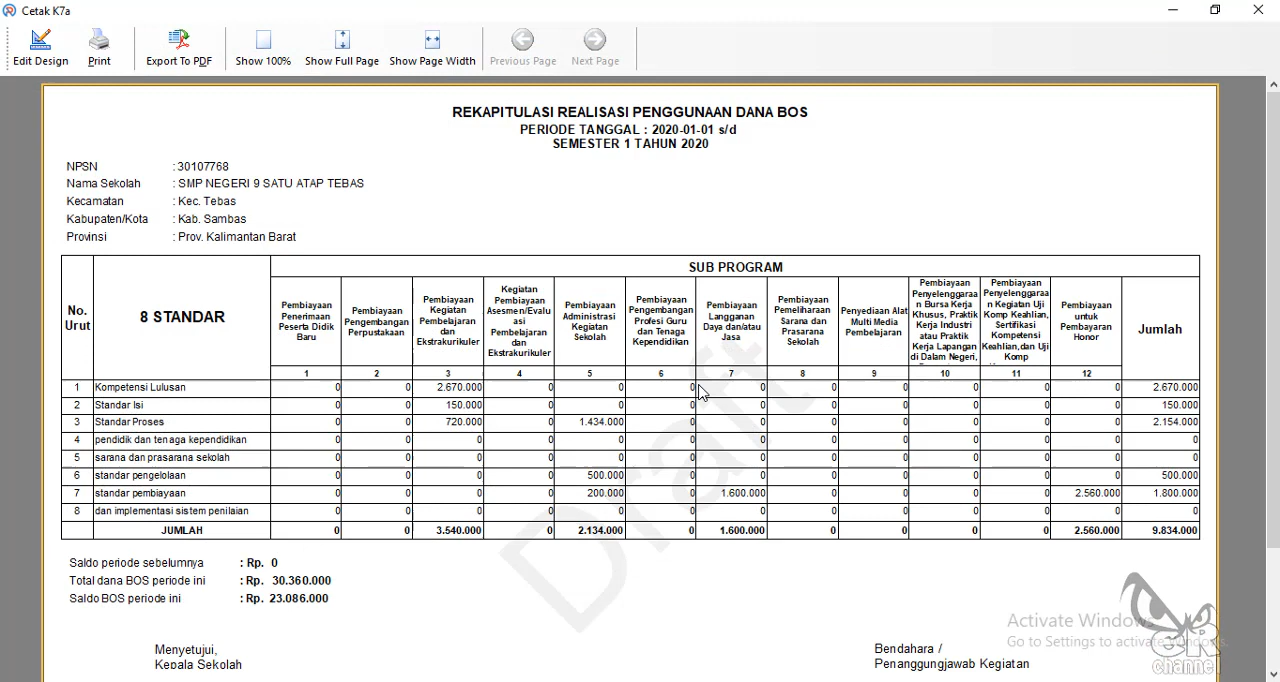 Cetak K7a
Edit Design Print Export To PDF Show 100% Show Full Page Show Page Width Previous Page Next Page
REKAPITULASI REALISASI PENGGUNAAN DANA BOS
PERIODE TANGGAL : 2020-01-01 s/d
SEMESTER 1 TAHUN 2020
NPSN : 30107768
Nama Sekolah : SMP NEGERI 9 SATU ATAP TEBAS
Kecamatan : Kec. Tebas
Kabupaten/Kota : Kab. Sambas
Provinsi : Prov. Kalimantan Barat
No. Urut
8 STANDAR
SUB PROGRAM
Pembiayaan Penerimaan Peserta Didik Baru
Pembiayaan Pengembangan Perpustakaan
Pembiayaan Kegiatan Pembelajaran dan Ekstrakurikuler
Kegiatan Pembiayaan Asesmen/Evalu asi Pembelajaran dan Ekstrakurikuler
Pembiayaan Administrasi Kegiatan Sekolah
Pembiayaan Pengembangan Profesi Guru dan Tenaga Kependidikan
Pembiayaan Langganan Daya dan/atau Jasa
Pembiayaan Pemeliharaan Sarana dan Prasarana Sekolah
Penyediaan Alat Multi Media Pembelajaran
Pembiayaan Penyelenggaraa n Bursa Kerja Khusus, Praktik Kerja Industri atau Praktik Kerja Lapangan di Dalam Negeri,
Pembiayaan Penyelenggaraa n Kegiatan Uji Komp Keahlian, Sertifikasi Kompetensi Keahlian,dan Uji Komp
Pembiayaan untuk Pembayaran Honor
Jumlah
1 2 3 4 5 6 7 8 9 10 11 12
1 Kompetensi Lulusan 0 0 2.670.000 0 0 0 0 0 0 0 0 0 2.670.000
2 Standar Isi 0 0 150.000 0 0 0 0 0 0 0 0 0 150.000
3 Standar Proses 0 0 720.000 0 1.434.000 0 0 0 0 0 0 0 2.154.000
4 pendidik dan tenaga kependidikan 0 0 0 0 0 0 0 0 0 0 0 0 0
5 sarana dan prasarana sekolah 0 0 0 0 0 0 0 0 0 0 0 0 0
6 standar pengelolaan 0 0 0 0 500.000 0 0 0 0 0 0 0 500.000
7 standar pembiayaan 0 0 0 0 200.000 0 1.600.000 0 0 0 0 2.560.000 1.800.000
8 dan implementasi sistem penilaian 0 0 0 0 0 0 0 0 0 0 0 0 0
JUMLAH 0 0 3.540.000 0 2.134.000 0 1.600.000 0 0 0 0 2.560.000 9.834.000
Draft
Saldo periode sebelumnya : Rp. 0
Total dana BOS periode ini : Rp. 30.360.000
Saldo BOS periode ini : Rp. 23.086.000
Activate Windows
Go to Settings to activate Windows.
channel
Menyetujui,
Kepala Sekolah
Bendahara /
Penanggungjawab Kegiatan